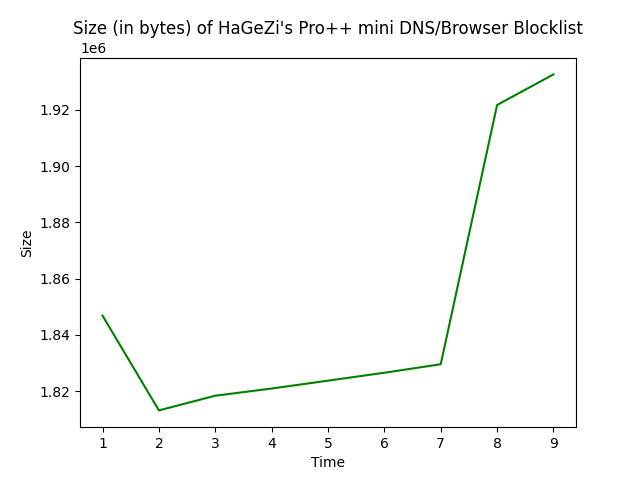 Size (in bytes) of HaGeZi's Pro++ mini DNS/Browser Blocklist
1e6
1.92
1.90
1.88
1.86
1.84
1.82
Size
1 2 3 4 5 6 7 8 9
Time